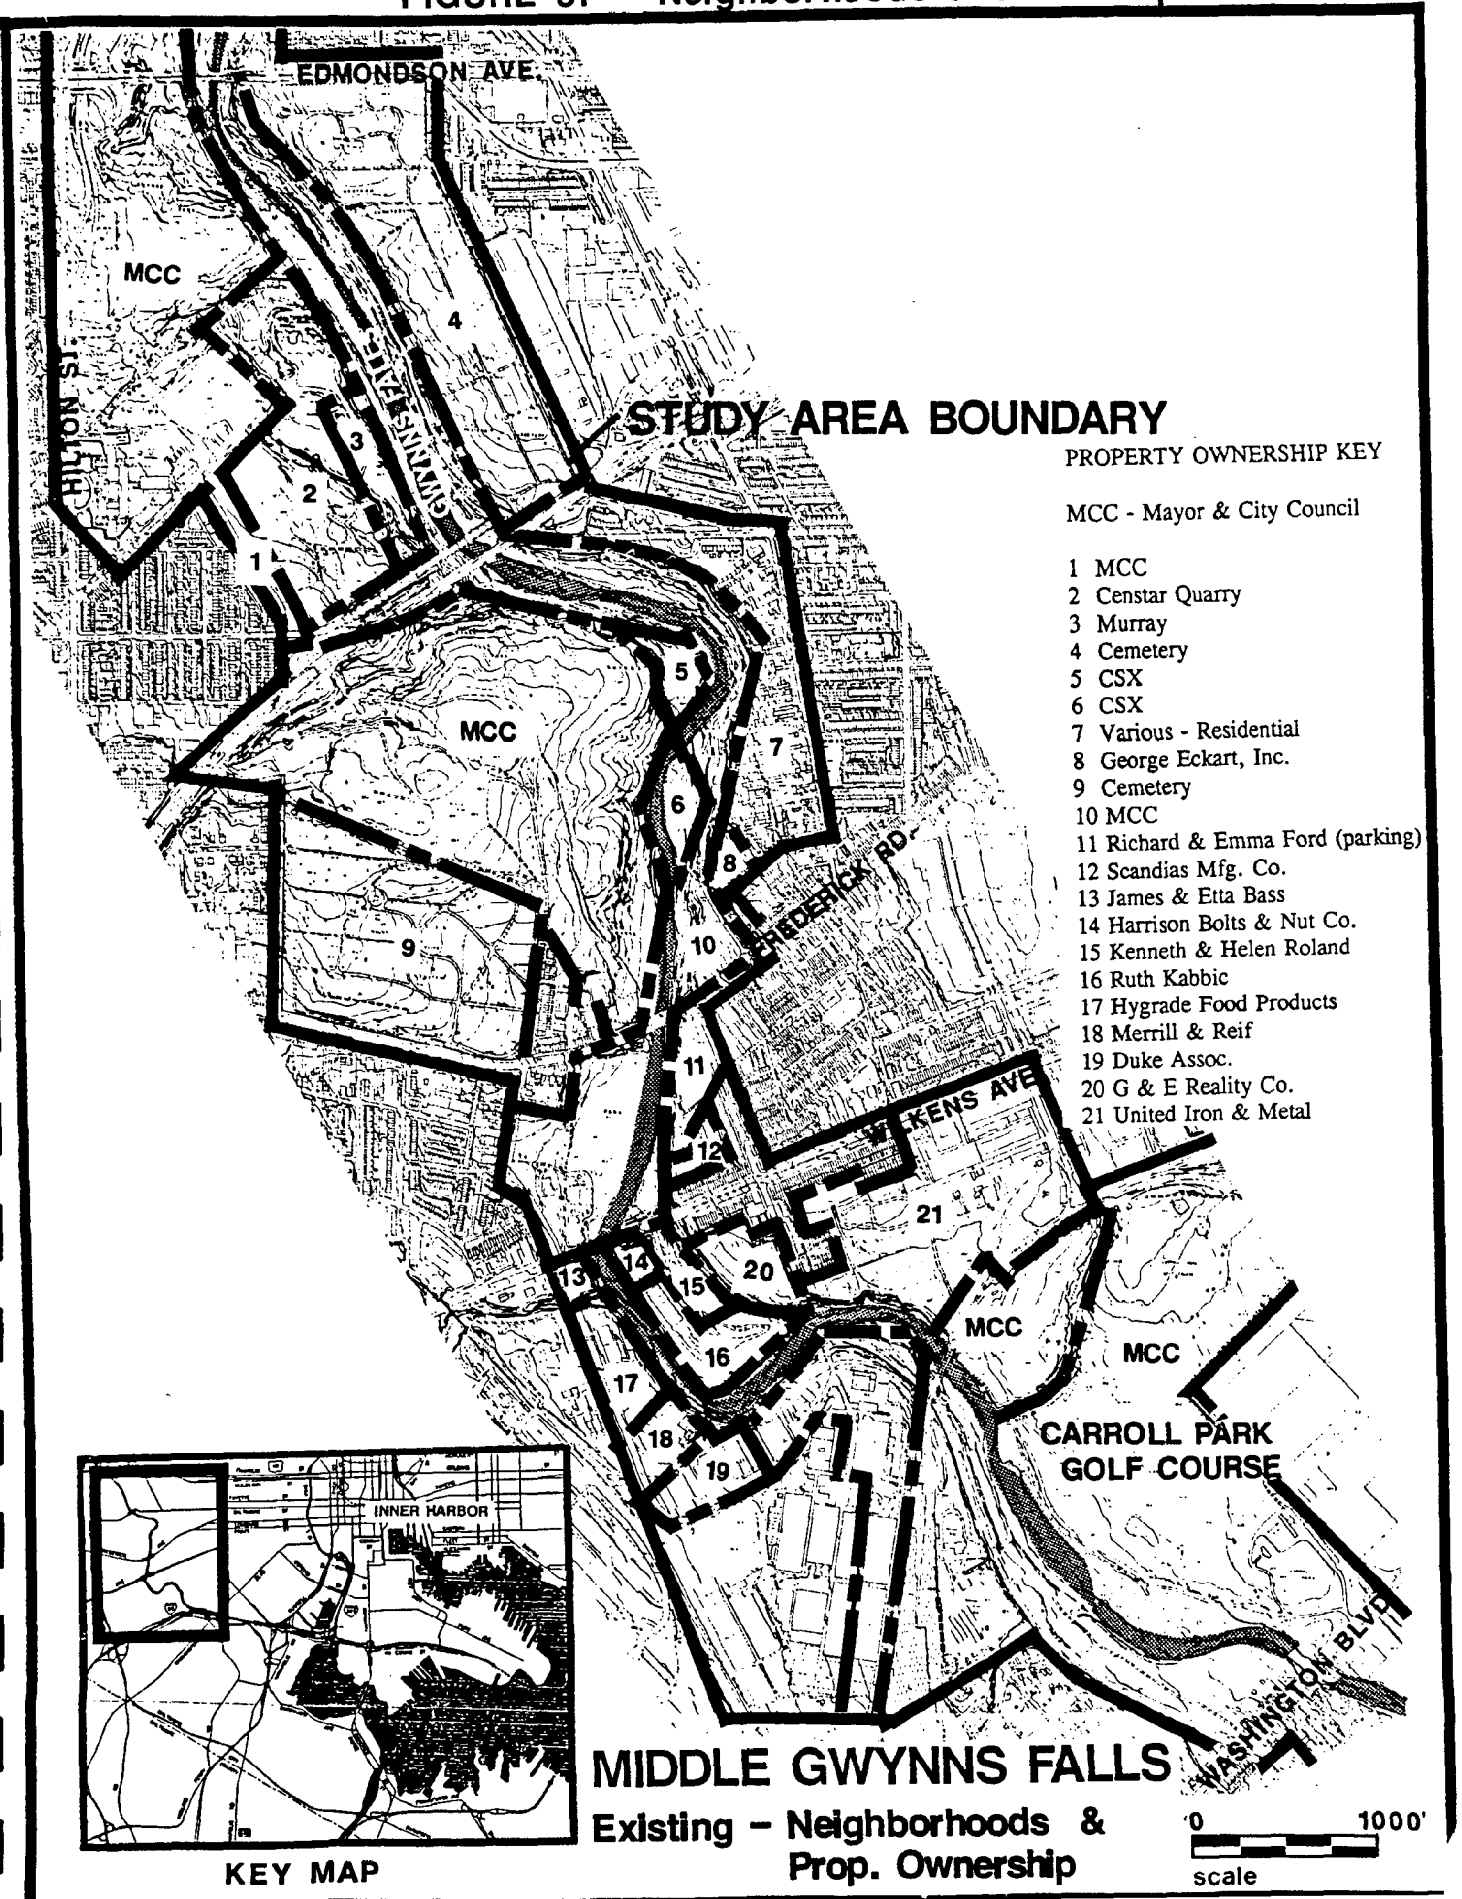 EDMONDSON AVE.
MCC
4
HILTON ST.
GWYNNS FALLS
STUDY AREA BOUNDARY
3
2
1
PROPERTY OWNERSHIP KEY
MCC - Mayor & City Council
1 MCC
2 Censtar Quarry
3 Murray
4 Cemetery
5 CSX
6 CSX
7 Various - Residential
8 George Eckart, Inc.
9 Cemetery
10 MCC
11 Richard & Emma Ford (parking)
12 Scandias Mfg. Co.
13 James & Etta Bass
14 Harrison Bolts & Nut Co.
15 Kenneth & Helen Roland
16 Ruth Kabbic
17 Hygrade Food Products
18 Merrill & Reif
19 Duke Assoc.
20 G & E Reality Co.
21 United Iron & Metal
5
MCC
7
6
8
FREDERICK RD.
9
10
11
WILKENS AVE
12
21
13
14
15
20
MCC
MCC
16
17
18
19
CARROLL PARK
GOLF COURSE
WASHINGTON BLVD
INNER HARBOR
KEY MAP
MIDDLE GWYNNS FALLS
Existing - Neighborhoods &
Prop. Ownership
0 1000'
scale